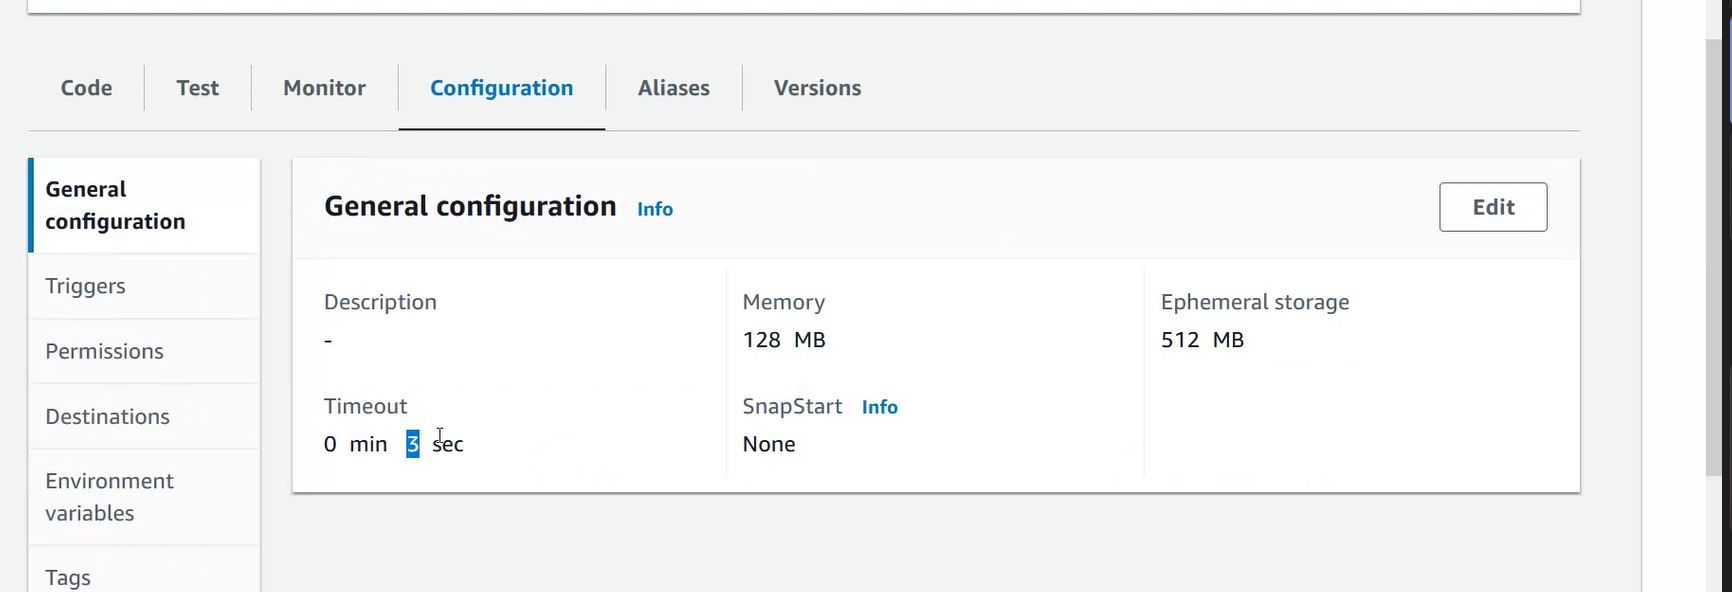 Code Test Monitor Configuration Aliases Versions
General
configuration
Triggers
Permissions
Destinations
Environment
variables
Tags
General configuration Info
Edit
Description
-
Memory
128 MB
Ephemeral storage
512 MB
Timeout
0 min 3 sec
SnapStart Info
None